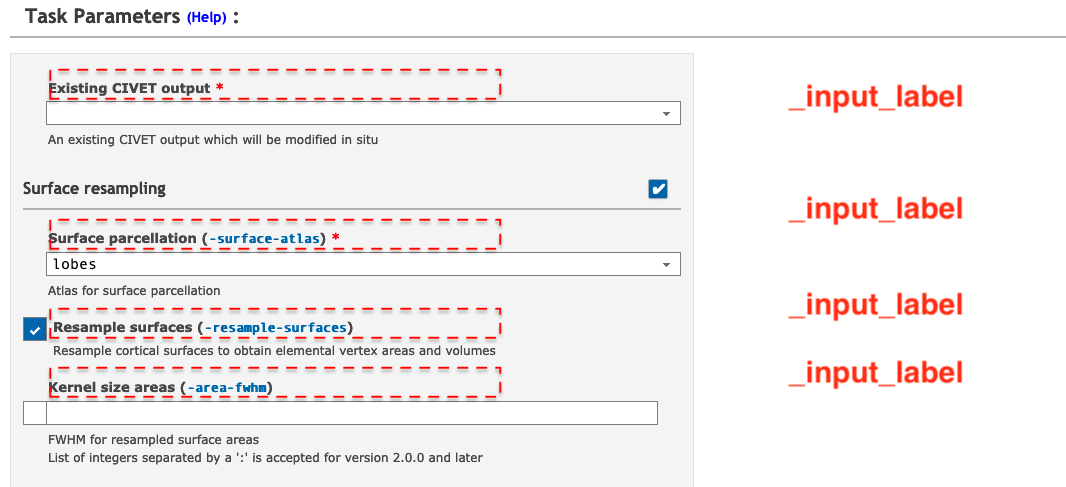 Task Parameters (Help) :
Existing CIVET output *
_input_label
An existing CIVET output which will be modified in situ
Surface resampling
_input_label
Surface parcellation (-surface-atlas) *
lobes
Atlas for surface parcellation
_input_label
Resample surfaces (-resample-surfaces)
Resample cortical surfaces to obtain elemental vertex areas and volumes
_input_label
Kernel size areas (-area-fwhm)
FWHM for resampled surface areas
List of integers separated by a ':' is accepted for version 2.0.0 and later